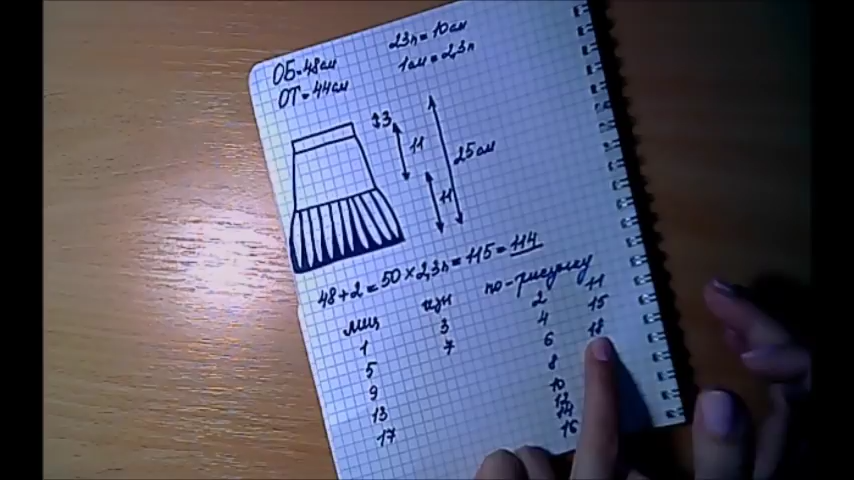 ОБ=48см
ОТ=44см
23п=10см
1см=2,3п
3
11
25см
11
48+2=50×2,3п=115=114
лиц изн по-рисунку
1 3 2 11
5 7 4 15
9 6 18
13 8
17 10
12
14
16